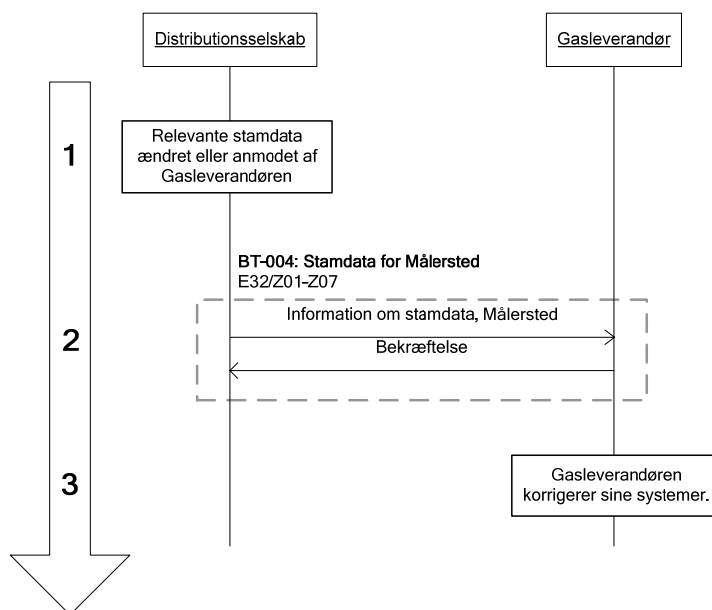 Distributionsselskab
Gasleverandør
1
Relevante stamdata
ændret eller anmodet af
Gasleverandøren
BT-004: Stamdata for Målersted
E32/Z01-Z07
2
Information om stamdata, Målersted
Bekræftelse
3
Gasleverandøren
korrigerer sine systemer.